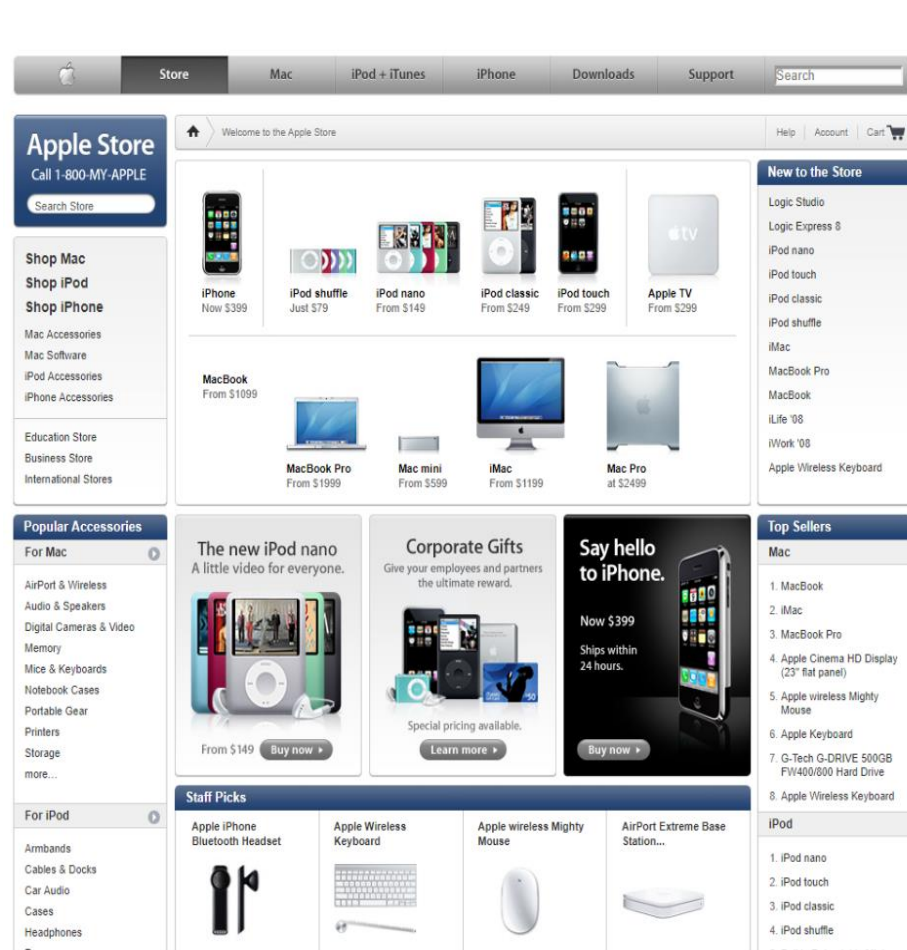 Store
Mac
iPod + iTunes
iPhone
Downloads
Support
Search
Apple Store
Call 1-800-MY-APPLE
Search Store
Welcome to the Apple Store
Help
Account
Cart
Shop Mac
Shop iPod
Shop iPhone
Mac Accessories
Mac Software
iPod Accessories
iPhone Accessories
Education Store
Business Store
International Stores
iPhone
Now $399
iPod shuffle
Just $79
iPod nano
From $149
iPod classic
From $249
iPod touch
From $299
tv
Apple TV
From $299
MacBook
From $1099
MacBook Pro
From $1999
Mac mini
From $599
iMac
From $1199
Mac Pro
at $2499
New to the Store
Logic Studio
Logic Express 8
iPod nano
iPod touch
iPod classic
iPod shuffle
iMac
MacBook Pro
MacBook
iLife '08
iWork '08
Apple Wireless Keyboard
Popular Accessories
For Mac
AirPort & Wireless
Audio & Speakers
Digital Cameras & Video
Memory
Mice & Keyboards
Notebook Cases
Portable Gear
Printers
Storage
more...
For iPod
Armbands
Cables & Docks
Car Audio
Cases
Headphones
The new iPod nano
A little video for everyone.
From $149
Buy now
Corporate Gifts
Give your employees and partners
the ultimate reward.
$50
Special pricing available.
Learn more
Say hello
to iPhone.
Now $399
Ships within
24 hours.
Buy now
Staff Picks
Apple iPhone
Bluetooth Headset
Apple Wireless
Keyboard
Apple wireless Mighty
Mouse
AirPort Extreme Base
Station...
Top Sellers
Mac
1. MacBook
2. iMac
3. MacBook Pro
4. Apple Cinema HD Display
(23" flat panel)
5. Apple wireless Mighty
Mouse
6. Apple Keyboard
7. G-Tech G-DRIVE 500GB
FW400/800 Hard Drive
8. Apple Wireless Keyboard
iPod
1. iPod nano
2. iPod touch
3. iPod classic
4. iPod shuffle